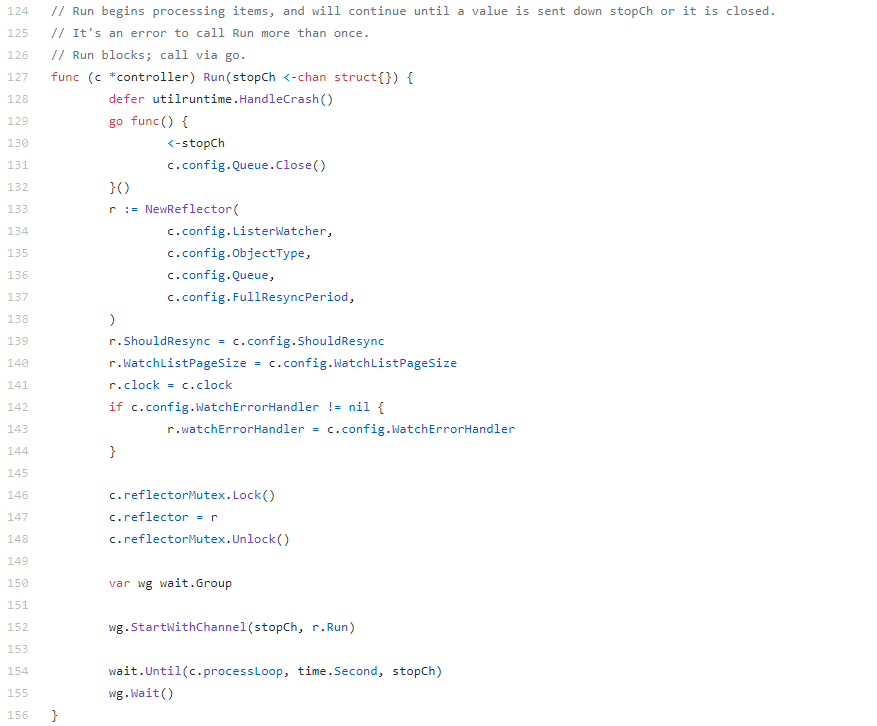 124 // Run begins processing items, and will continue until a value is sent down stopCh or it is closed.
125 // It's an error to call Run more than once.
126 // Run blocks; call via go.
127 func (c *controller) Run(stopCh <-chan struct{}) {
128 	defer utilruntime.HandleCrash()
129 	go func() {
130 		<-stopCh
131 		c.config.Queue.Close()
132 	}()
133 	r := NewReflector(
134 		c.config.ListerWatcher,
135 		c.config.ObjectType,
136 		c.config.Queue,
137 		c.config.FullResyncPeriod,
138 	)
139 	r.ShouldResync = c.config.ShouldResync
140 	r.WatchListPageSize = c.config.WatchListPageSize
141 	r.clock = c.clock
142 	if c.config.WatchErrorHandler != nil {
143 		r.watchErrorHandler = c.config.WatchErrorHandler
144 	}
145
146 	c.reflectorMutex.Lock()
147 	c.reflector = r
148 	c.reflectorMutex.Unlock()
149
150 	var wg wait.Group
151
152 	wg.StartWithChannel(stopCh, r.Run)
153
154 	wait.Until(c.processLoop, time.Second, stopCh)
155 	wg.Wait()
156 }